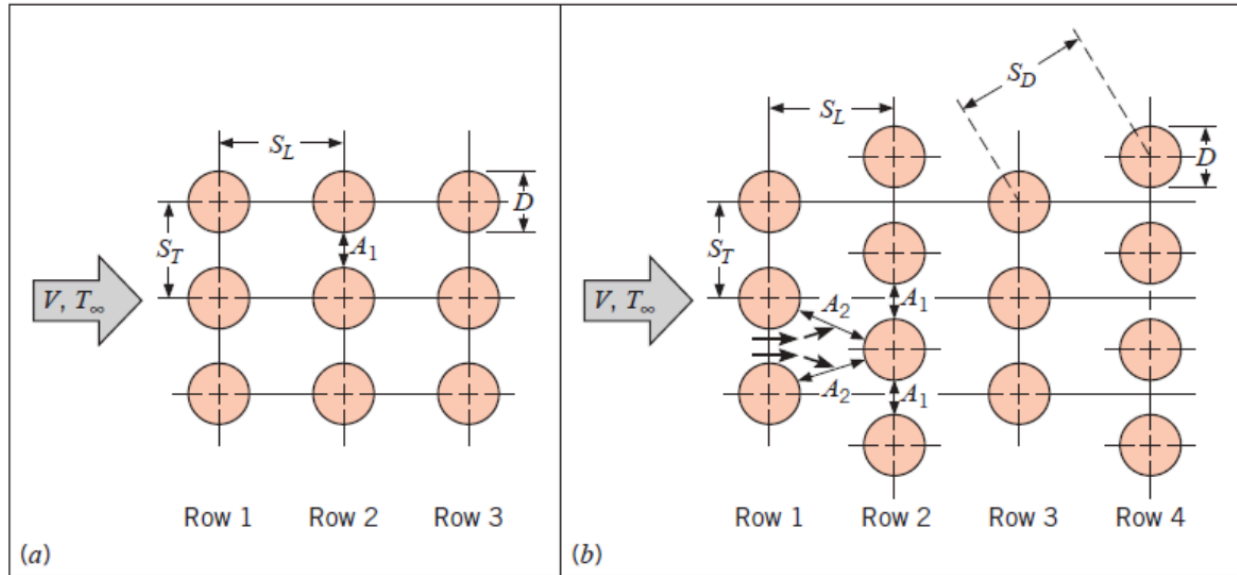 S_L
D
S_T
A_1
V, T_∞
Row 1 Row 2 Row 3
(a)
S_D
S_L
D
S_T
A_2 A_1
V, T_∞
A_2 A_1
Row 1 Row 2 Row 3 Row 4
(b)